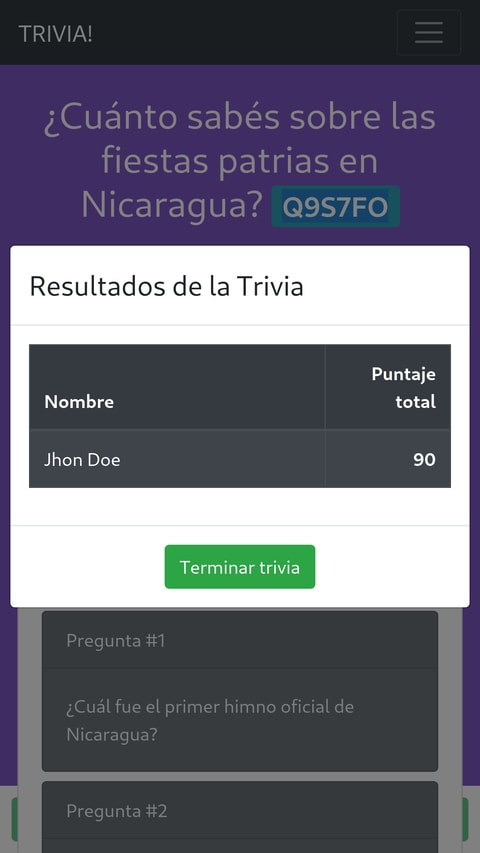 TRIVIA!
¿Cuánto sabés sobre las
fiestas patrias en
Nicaragua? Q9S7FO
Resultados de la Trivia
Puntaje
Nombre total
Jhon Doe 90
Terminar trivia
Pregunta #1
¿Cuál fue el primer himno oficial de
Nicaragua?
Pregunta #2